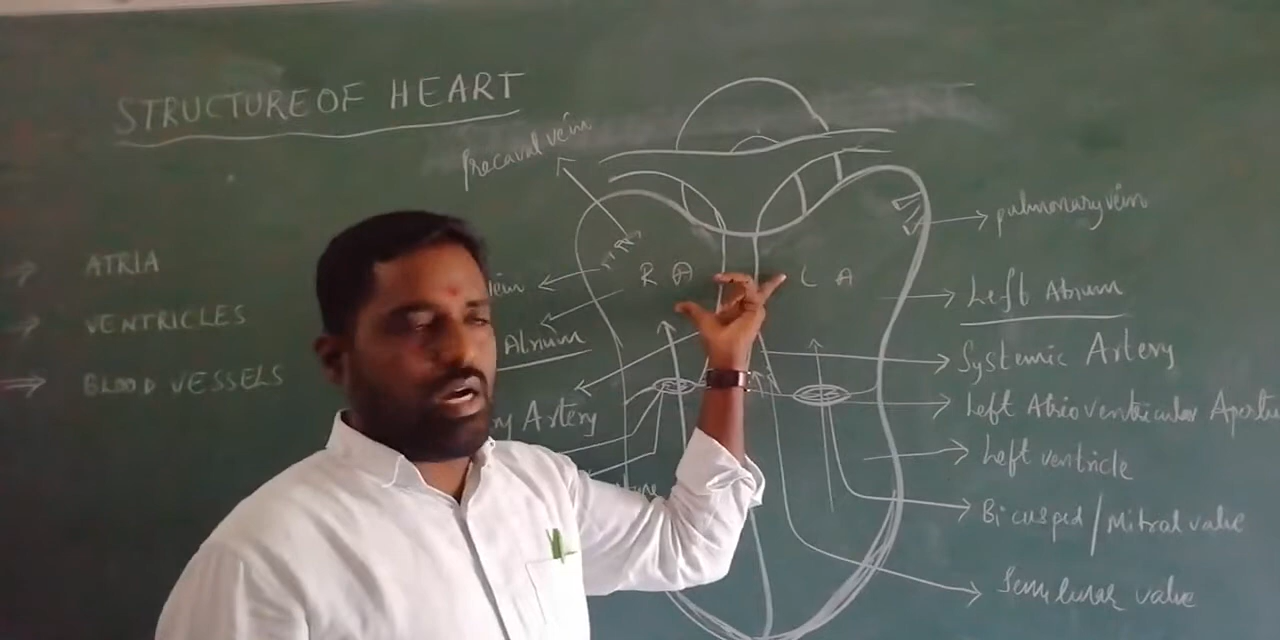 STRUCTURE OF HEART
Precaval vein
ATRIA
VENTRICLES
BLOOD VESSELS
R A
L A
Atrium
Artery
pulmonary vein
Left Atrium
Systemic Artery
Left Atrioventricular
Left ventricle
Bicusped / Mitral valve
Semilunar valve